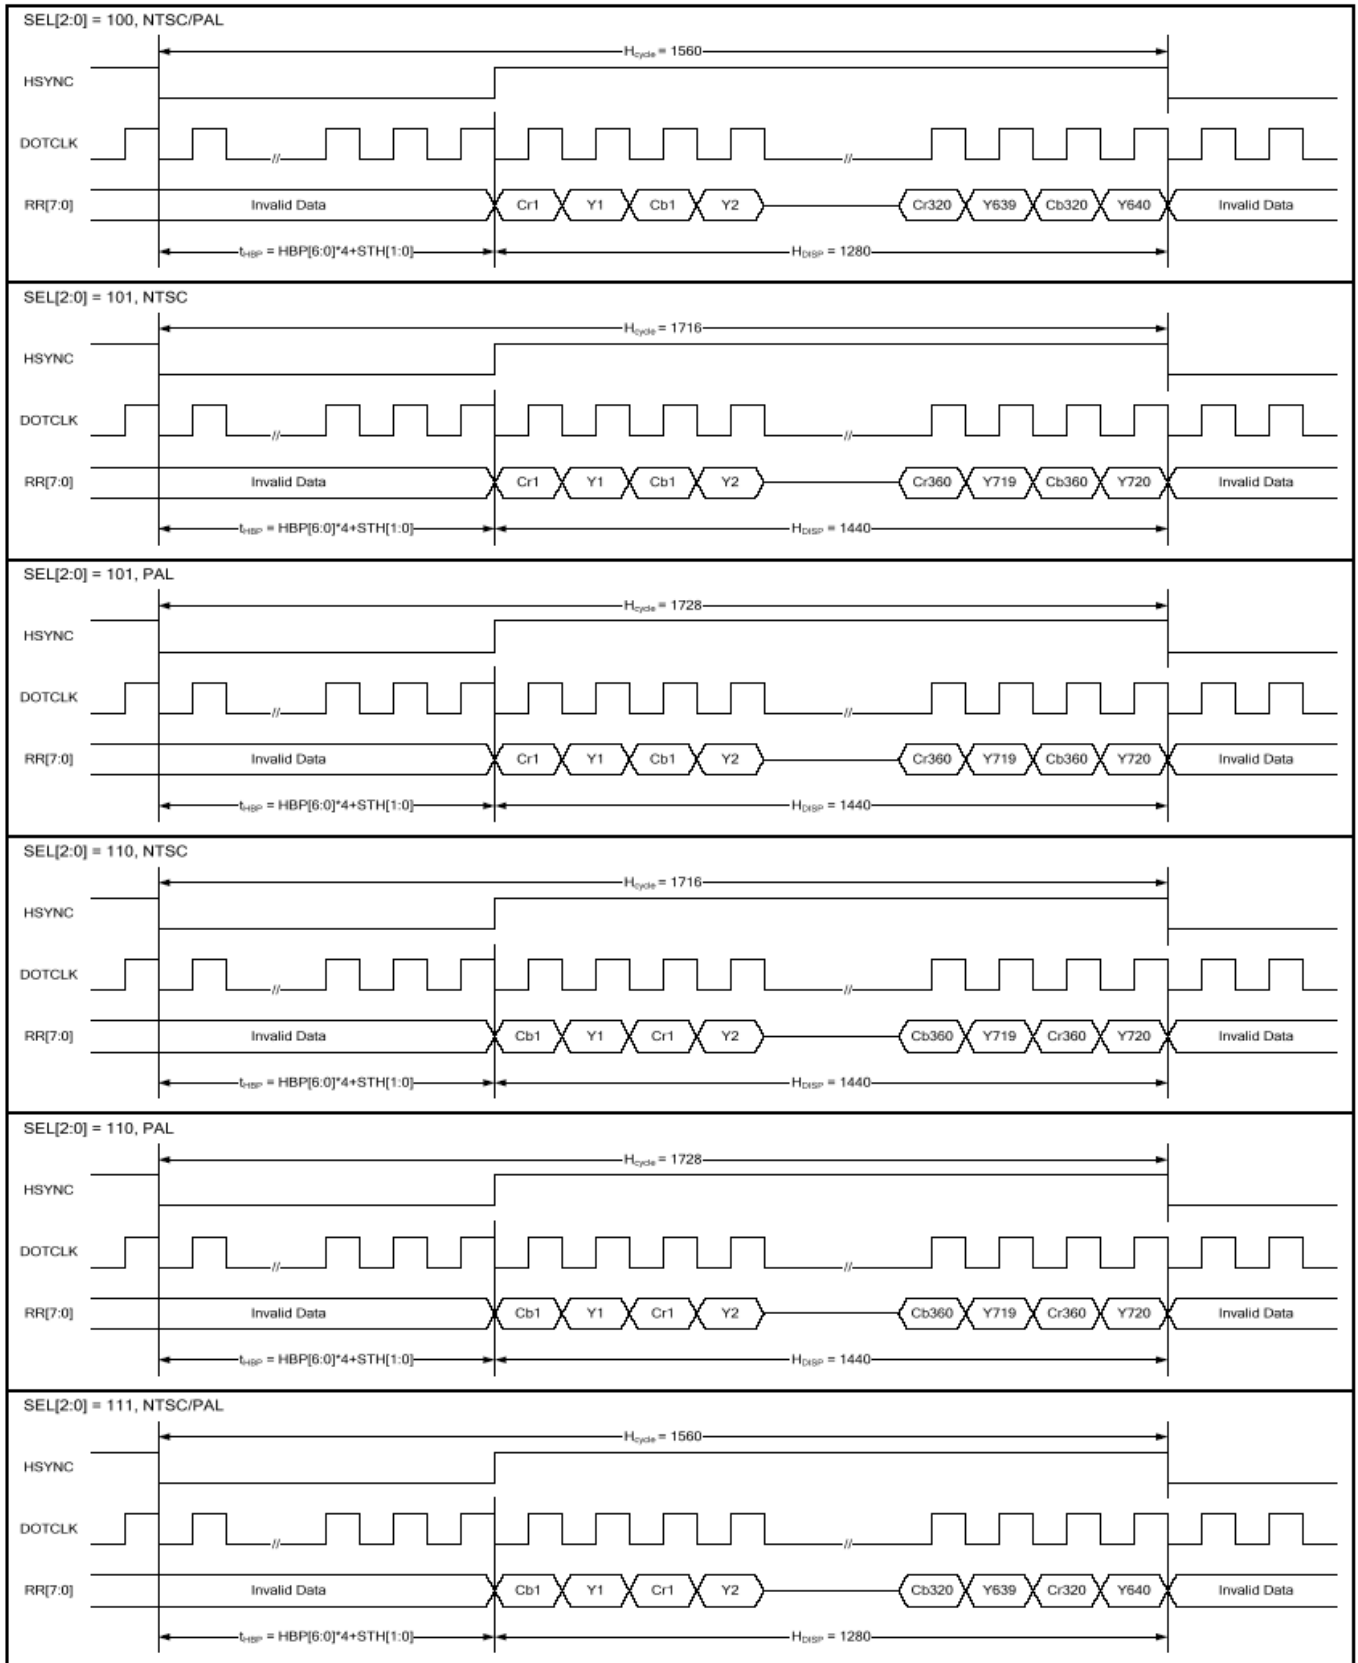 SEL[2:0] = 100, NTSC/PAL
Hcycle = 1560
HSYNC
DOTCLK
//
//
RR[7:0] Invalid Data Cr1 Y1 Cb1 Y2 Cr320 Y639 Cb320 Y640 Invalid Data
tHBP = HBP[6:0]*4+STH[1:0] HDISP = 1280
SEL[2:0] = 101, NTSC
Hcycle = 1716
HSYNC
DOTCLK
//
//
RR[7:0] Invalid Data Cr1 Y1 Cb1 Y2 Cr360 Y719 Cb360 Y720 Invalid Data
tHBP = HBP[6:0]*4+STH[1:0] HDISP = 1440
SEL[2:0] = 101, PAL
Hcycle = 1728
HSYNC
DOTCLK
//
//
RR[7:0] Invalid Data Cr1 Y1 Cb1 Y2 Cr360 Y719 Cb360 Y720 Invalid Data
tHBP = HBP[6:0]*4+STH[1:0] HDISP = 1440
SEL[2:0] = 110, NTSC
Hcycle = 1716
HSYNC
DOTCLK
//
//
RR[7:0] Invalid Data Cb1 Y1 Cr1 Y2 Cb360 Y719 Cr360 Y720 Invalid Data
tHBP = HBP[6:0]*4+STH[1:0] HDISP = 1440
SEL[2:0] = 110, PAL
Hcycle = 1728
HSYNC
DOTCLK
//
//
RR[7:0] Invalid Data Cb1 Y1 Cr1 Y2 Cb360 Y719 Cr360 Y720 Invalid Data
tHBP = HBP[6:0]*4+STH[1:0] HDISP = 1440
SEL[2:0] = 111, NTSC/PAL
Hcycle = 1560
HSYNC
DOTCLK
//
//
RR[7:0] Invalid Data Cb1 Y1 Cr1 Y2 Cb320 Y639 Cr320 Y640 Invalid Data
tHBP = HBP[6:0]*4+STH[1:0] HDISP = 1280